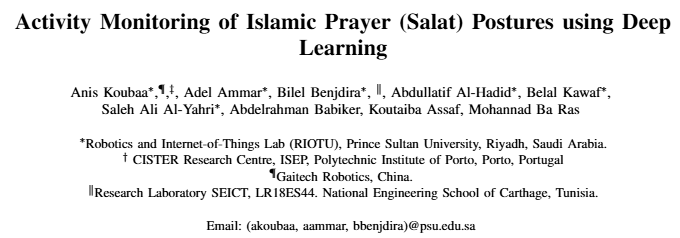 Activity Monitoring of Islamic Prayer (Salat) Postures using Deep
Learning
Anis Koubaa*,¶,‡, Adel Ammar*, Bilel Benjdira*, ∥, Abdullatif Al-Hadid*, Belal Kawaf*,
Saleh Ali Al-Yahri*, Abdelrahman Babiker, Koutaiba Assaf, Mohannad Ba Ras
*Robotics and Internet-of-Things Lab (RIOTU), Prince Sultan University, Riyadh, Saudi Arabia.
† CISTER Research Centre, ISEP, Polytechnic Institute of Porto, Porto, Portugal
¶Gaitech Robotics, China.
∥Research Laboratory SEICT, LR18ES44. National Engineering School of Carthage, Tunisia.
Email: (akoubaa, aammar, bbenjdira)@psu.edu.sa